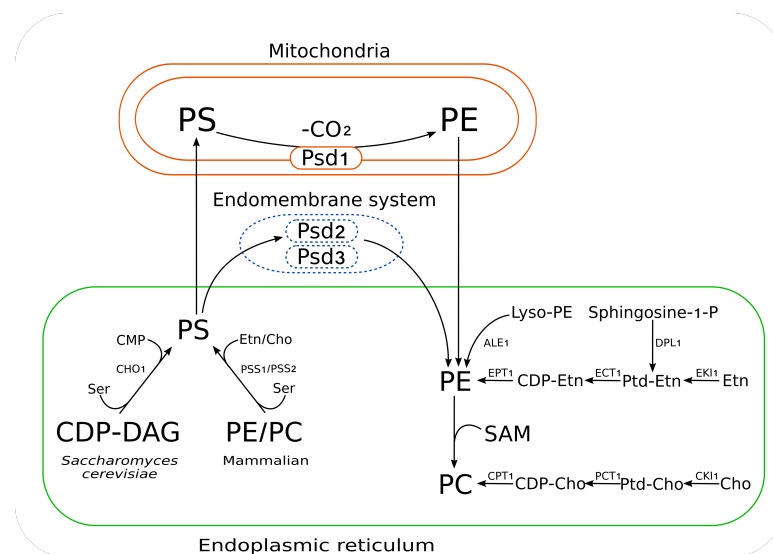 Mitochondria
PS
-CO2
PE
Psd1
Endomembrane system
Psd2
Psd3
PS
CMP
Etn/Cho
CHO1
PSS1/PSS2
Ser
Ser
CDP-DAG
PE/PC
Saccharomyces
cerevisiae
Mammalian
Lyso-PE
Sphingosine-1-P
ALE1
DPL1
PE
EPT1
CDP-Etn
ECT1
Ptd-Etn
EKI1
Etn
SAM
PC
CPT1
CDP-Cho
PCT1
Ptd-Cho
CKI1
Cho
Endoplasmic reticulum